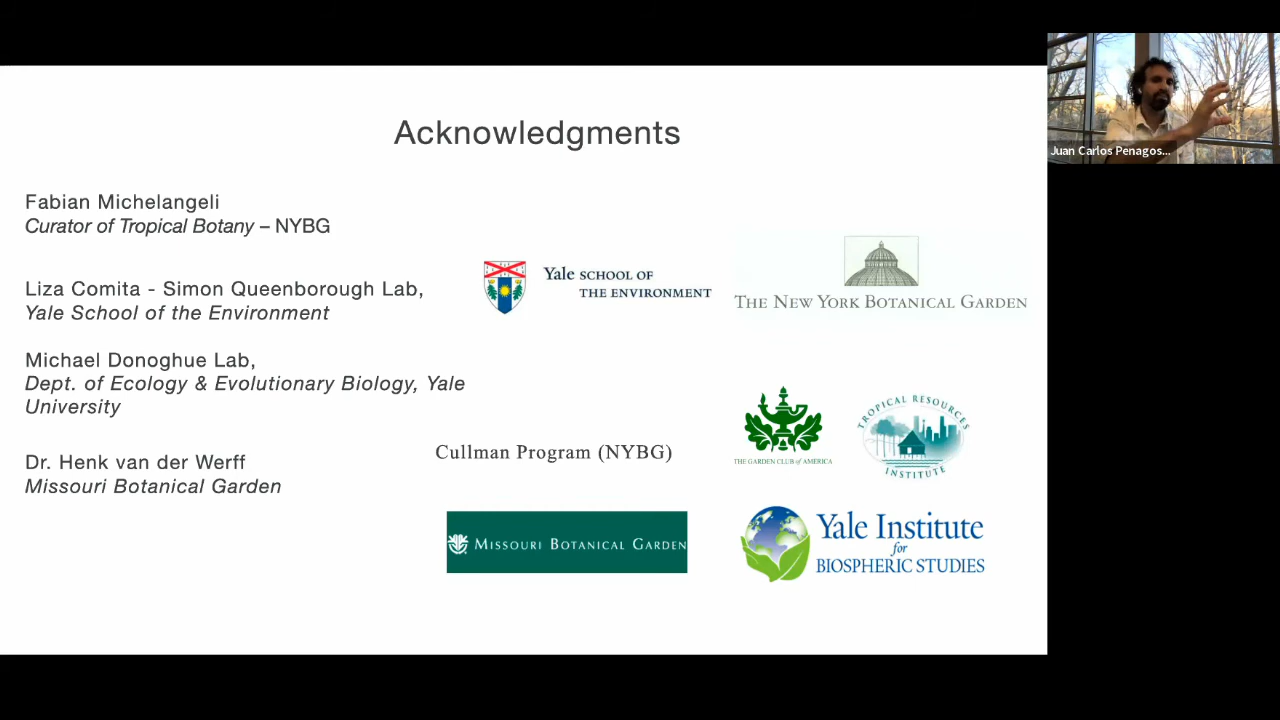 Acknowledgments
Fabian Michelangeli
Curator of Tropical Botany – NYBG
Liza Comita - Simon Queenborough Lab,
Yale School of the Environment
Michael Donoghue Lab,
Dept. of Ecology & Evolutionary Biology, Yale
University
Dr. Henk van der Werff
Missouri Botanical Garden
Yale SCHOOL OF
THE ENVIRONMENT
THE NEW YORK BOTANICAL GARDEN
Cullman Program (NYBG)
THE GARDEN CLUB of AMERICA
TROPICAL RESOURCES
INSTITUTE
MISSOURI BOTANICAL GARDEN
Yale Institute
for
BIOSPHERIC STUDIES
Juan Carlos Penagos...